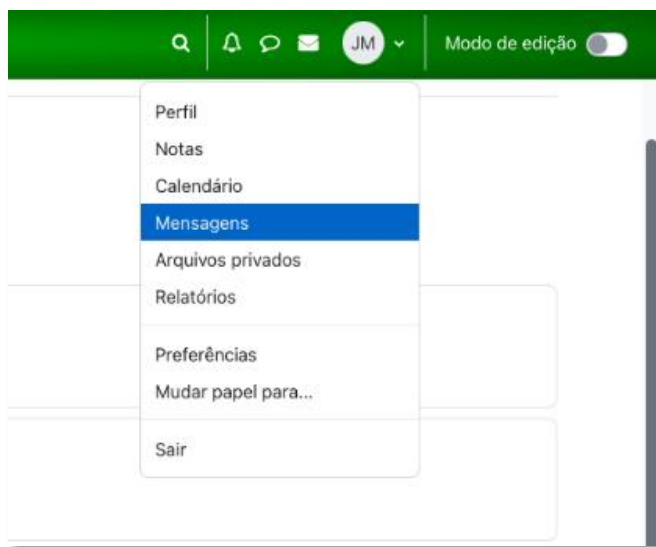 JM
Modo de edição
Perfil
Notas
Calendário
Mensagens
Arquivos privados
Relatórios
Preferências
Mudar papel para...
Sair